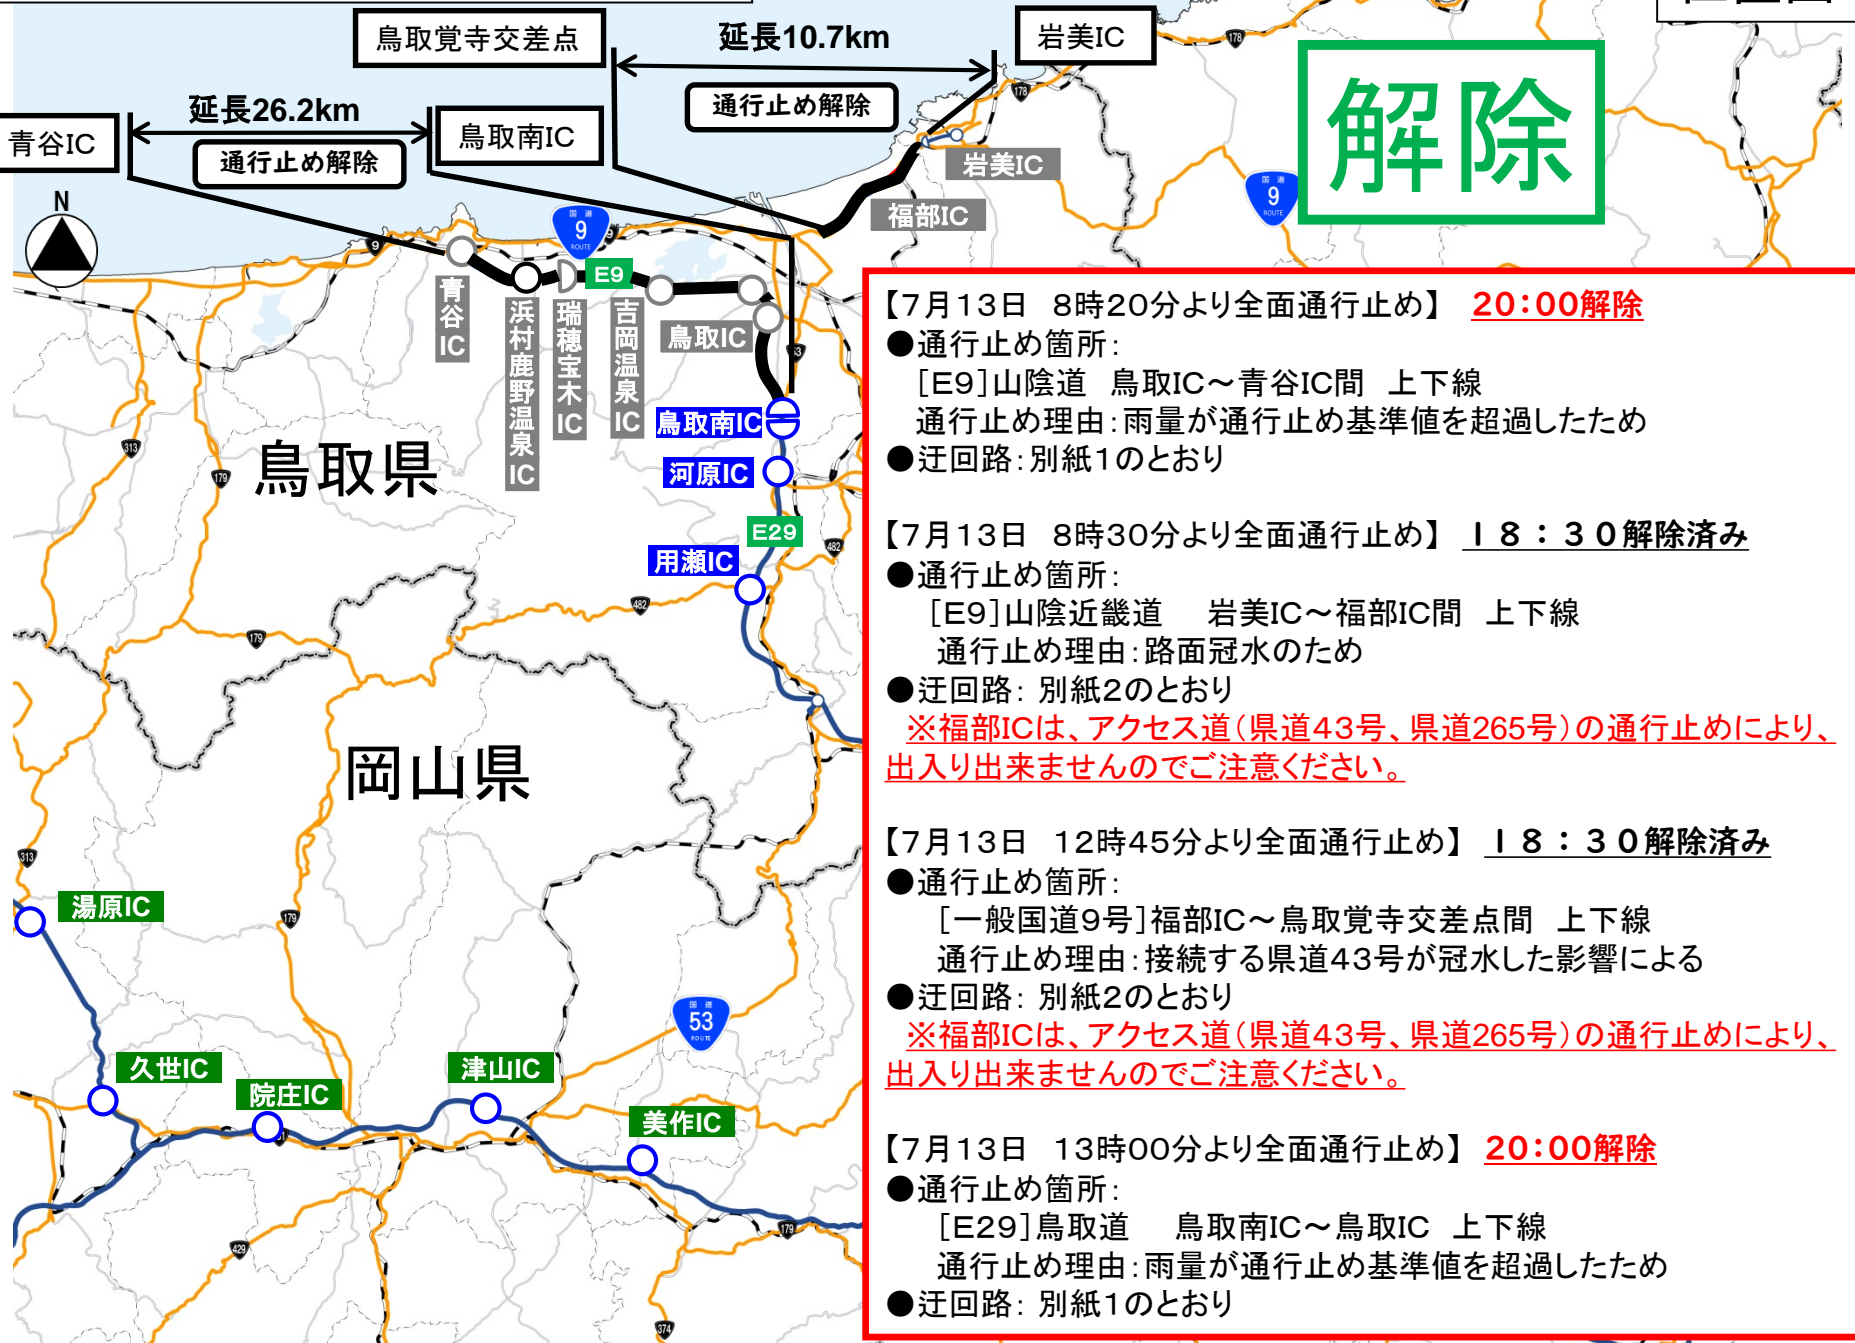 鳥取覚寺交差点
延長10.7km
岩美IC
通行止め解除
延長26.2km
青谷IC
通行止め解除
鳥取南IC
解除
N
岩美IC
福部IC
178
178
国道
9
ROUTE
国道
9
ROUTE
9
9
E9
青谷IC
浜村鹿野温泉IC
瑞穂宝木IC
吉岡温泉IC
鳥取IC
53
鳥取南IC
河原IC
E29
用瀬IC
鳥取県
岡山県
313
179
482
482
179
313
179
湯原IC
久世IC
院庄IC
津山IC
美作IC
国道
53
ROUTE
429
179
374
【7月13日 8時20分より全面通行止め】 20:00解除
●通行止め箇所:
[E9]山陰道 鳥取IC～青谷IC間 上下線
通行止め理由:雨量が通行止め基準値を超過したため
●迂回路:別紙1のとおり
【7月13日 8時30分より全面通行止め】 18:30解除済み
●通行止め箇所:
[E9]山陰近畿道 岩美IC～福部IC間 上下線
通行止め理由:路面冠水のため
●迂回路: 別紙2のとおり
※福部ICは、アクセス道(県道43号、県道265号)の通行止めにより、
出入り出来ませんのでご注意ください。
【7月13日 12時45分より全面通行止め】 18:30解除済み
●通行止め箇所:
[一般国道9号]福部IC～鳥取覚寺交差点間 上下線
通行止め理由:接続する県道43号が冠水した影響による
●迂回路: 別紙2のとおり
※福部ICは、アクセス道(県道43号、県道265号)の通行止めにより、
出入り出来ませんのでご注意ください。
【7月13日 13時00分より全面通行止め】 20:00解除
●通行止め箇所:
[E29]鳥取道 鳥取南IC～鳥取IC 上下線
通行止め理由:雨量が通行止め基準値を超過したため
●迂回路: 別紙1のとおり